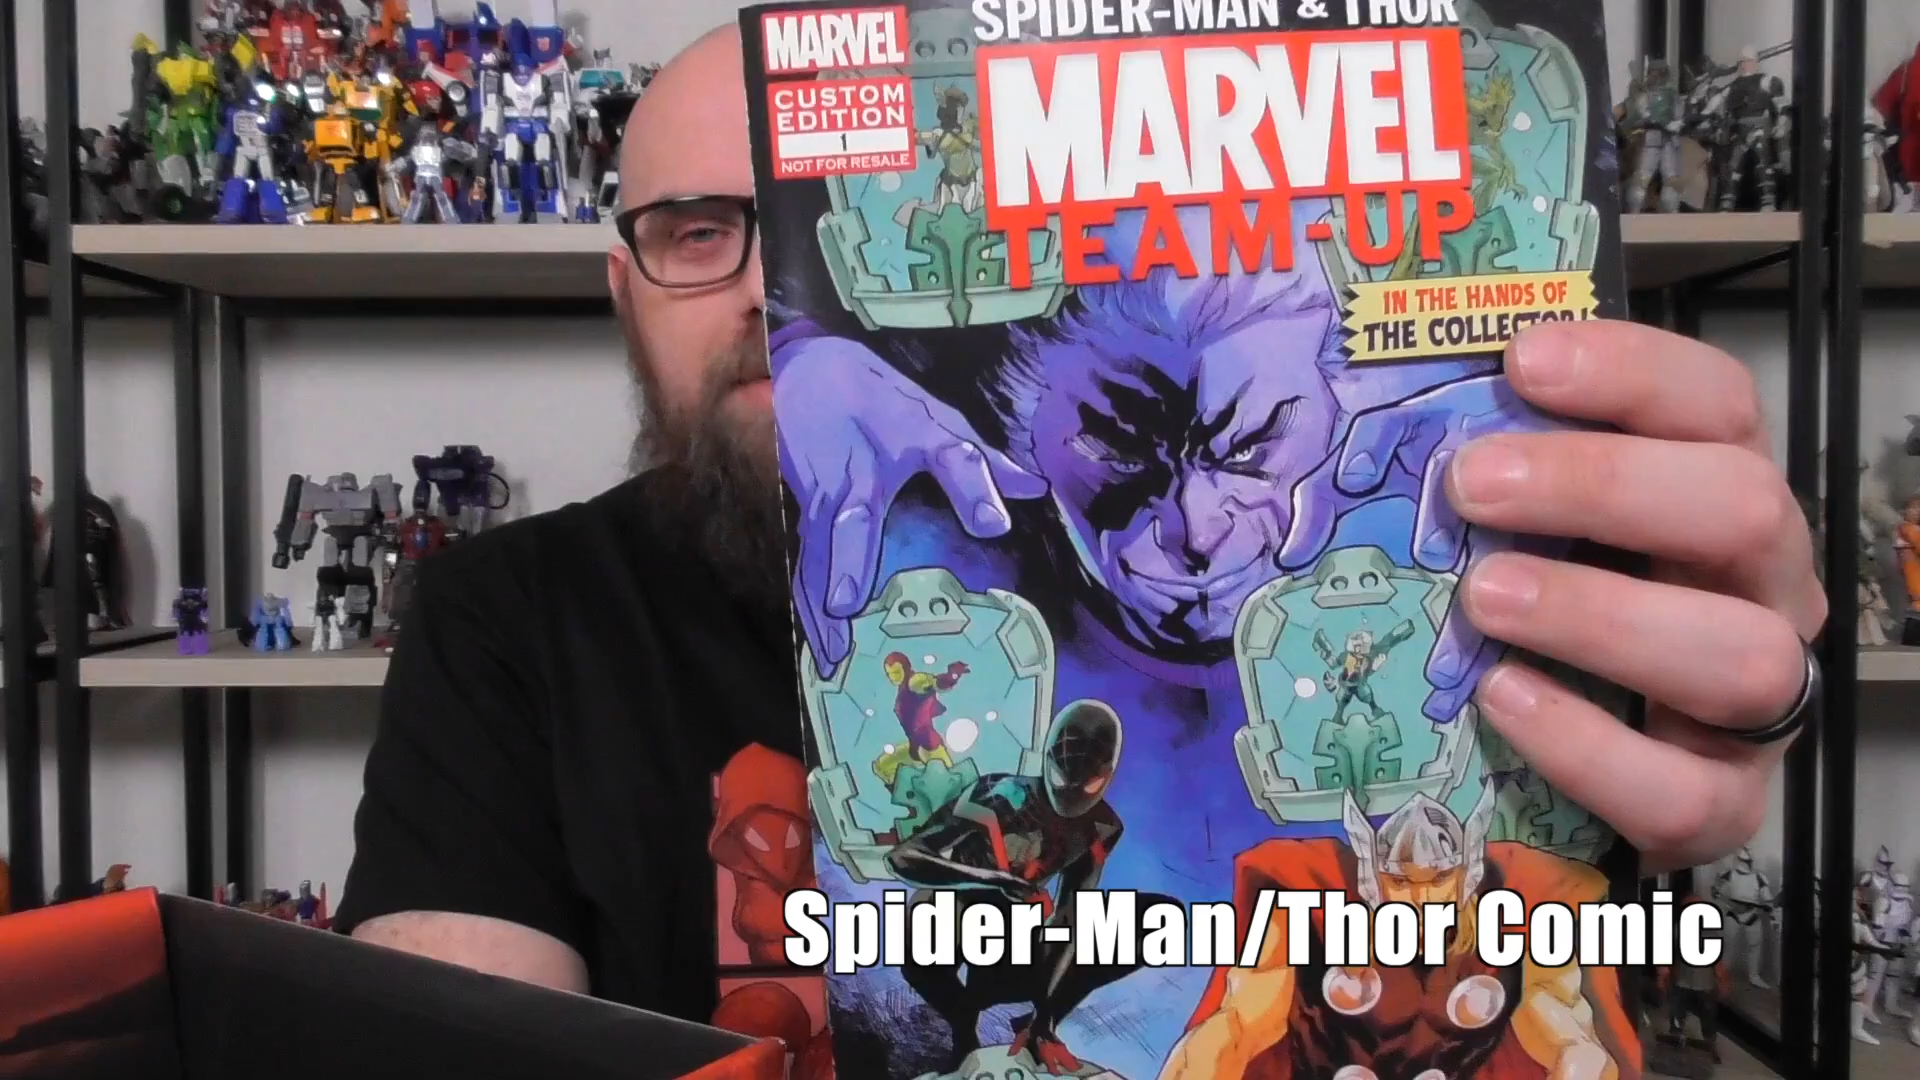 SPIDER-MAN & THOR
MARVEL
CUSTOM
EDITION
1
NOT FOR RESALE
MARVEL
TEAM-UP
IN THE HANDS OF
THE COLLECTOR!
Spider-Man/Thor Comic